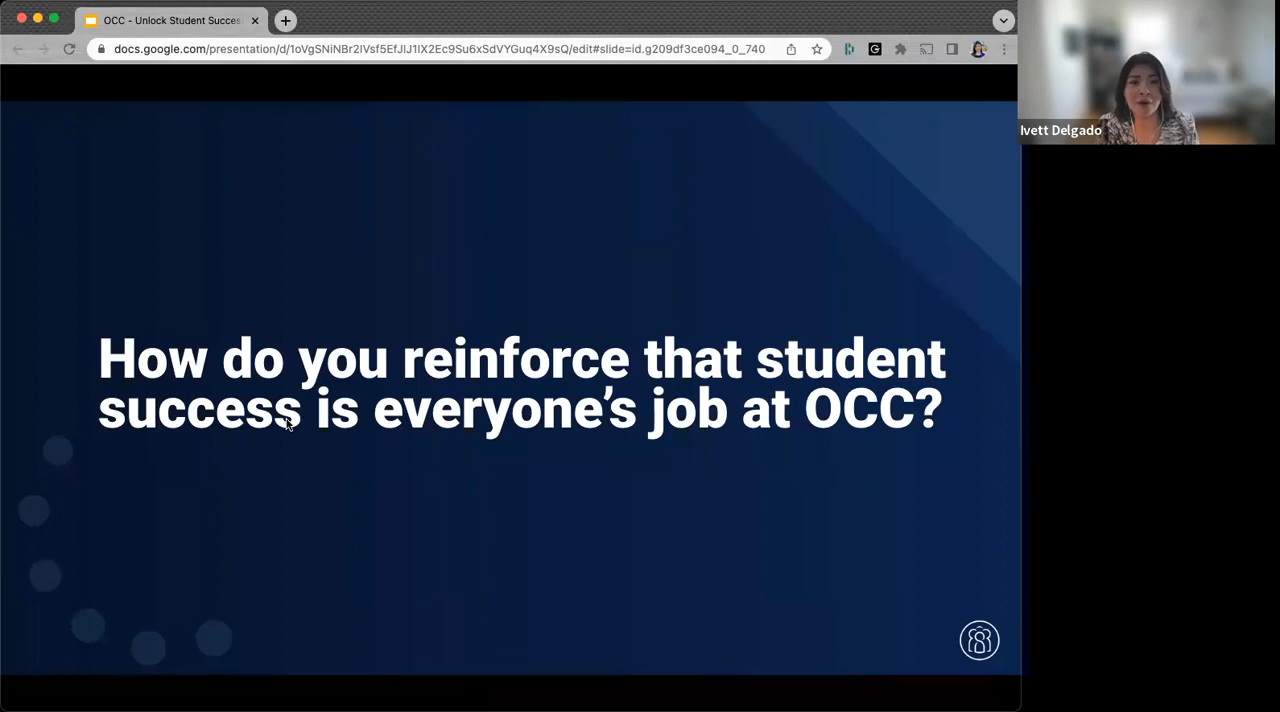 OCC - Unlock Student Succes
docs.google.com/presentation/d/1oVgSNiNBr2IVsf5EfJIJ1lX2Ec9Su6xSdVYGuq4X9sQ/edit#slide=id.g209df3ce094_0_740
Ivett Delgado
How do you reinforce that student
success is everyone's job at OCC?